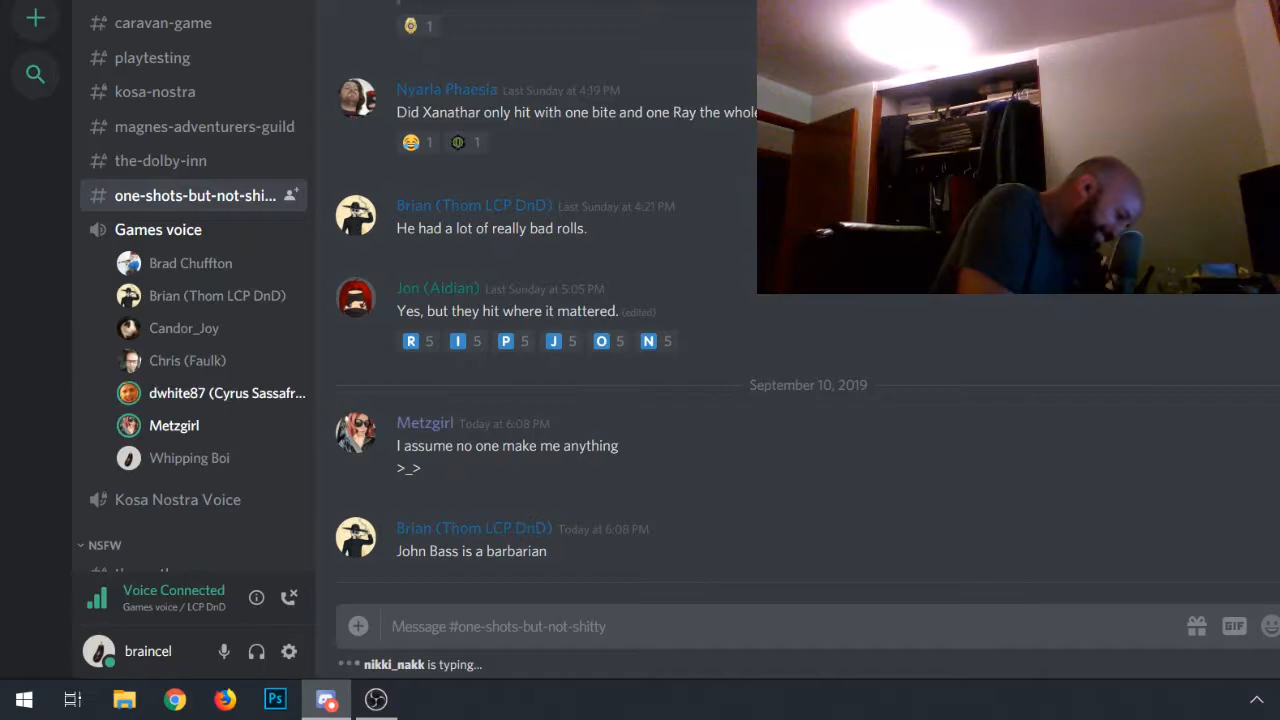 caravan-game
playtesting
kosa-nostra
magnes-adventurers-guild
the-dolby-inn
one-shots-but-not-shi...
Games voice
Brad Chuffton
Brian (Thom LCP DnD)
Candor_Joy
Chris (Faulk)
dwhite87 (Cyrus Sassafr...
Metzgirl
Whipping Boi
Kosa Nostra Voice
NSFW
Voice Connected
Games voice / LCP DnD
braincel
1
Nyarla Phaesia Last Sunday at 4:19 PM
Did Xanathar only hit with one bite and one Ray the whole
1 1
Brian (Thom LCP DnD) Last Sunday at 4:21 PM
He had a lot of really bad rolls.
Jon (Aidian) Last Sunday at 5:05 PM
Yes, but they hit where it mattered. (edited)
R 5 I 5 P 5 J 5 O 5 N 5
September 10, 2019
Metzgirl Today at 6:08 PM
I assume no one make me anything
>_>
Brian (Thom LCP DnD) Today at 6:08 PM
John Bass is a barbarian
Message #one-shots-but-not-shitty
GIF
nikki_nakk is typing...
Ps